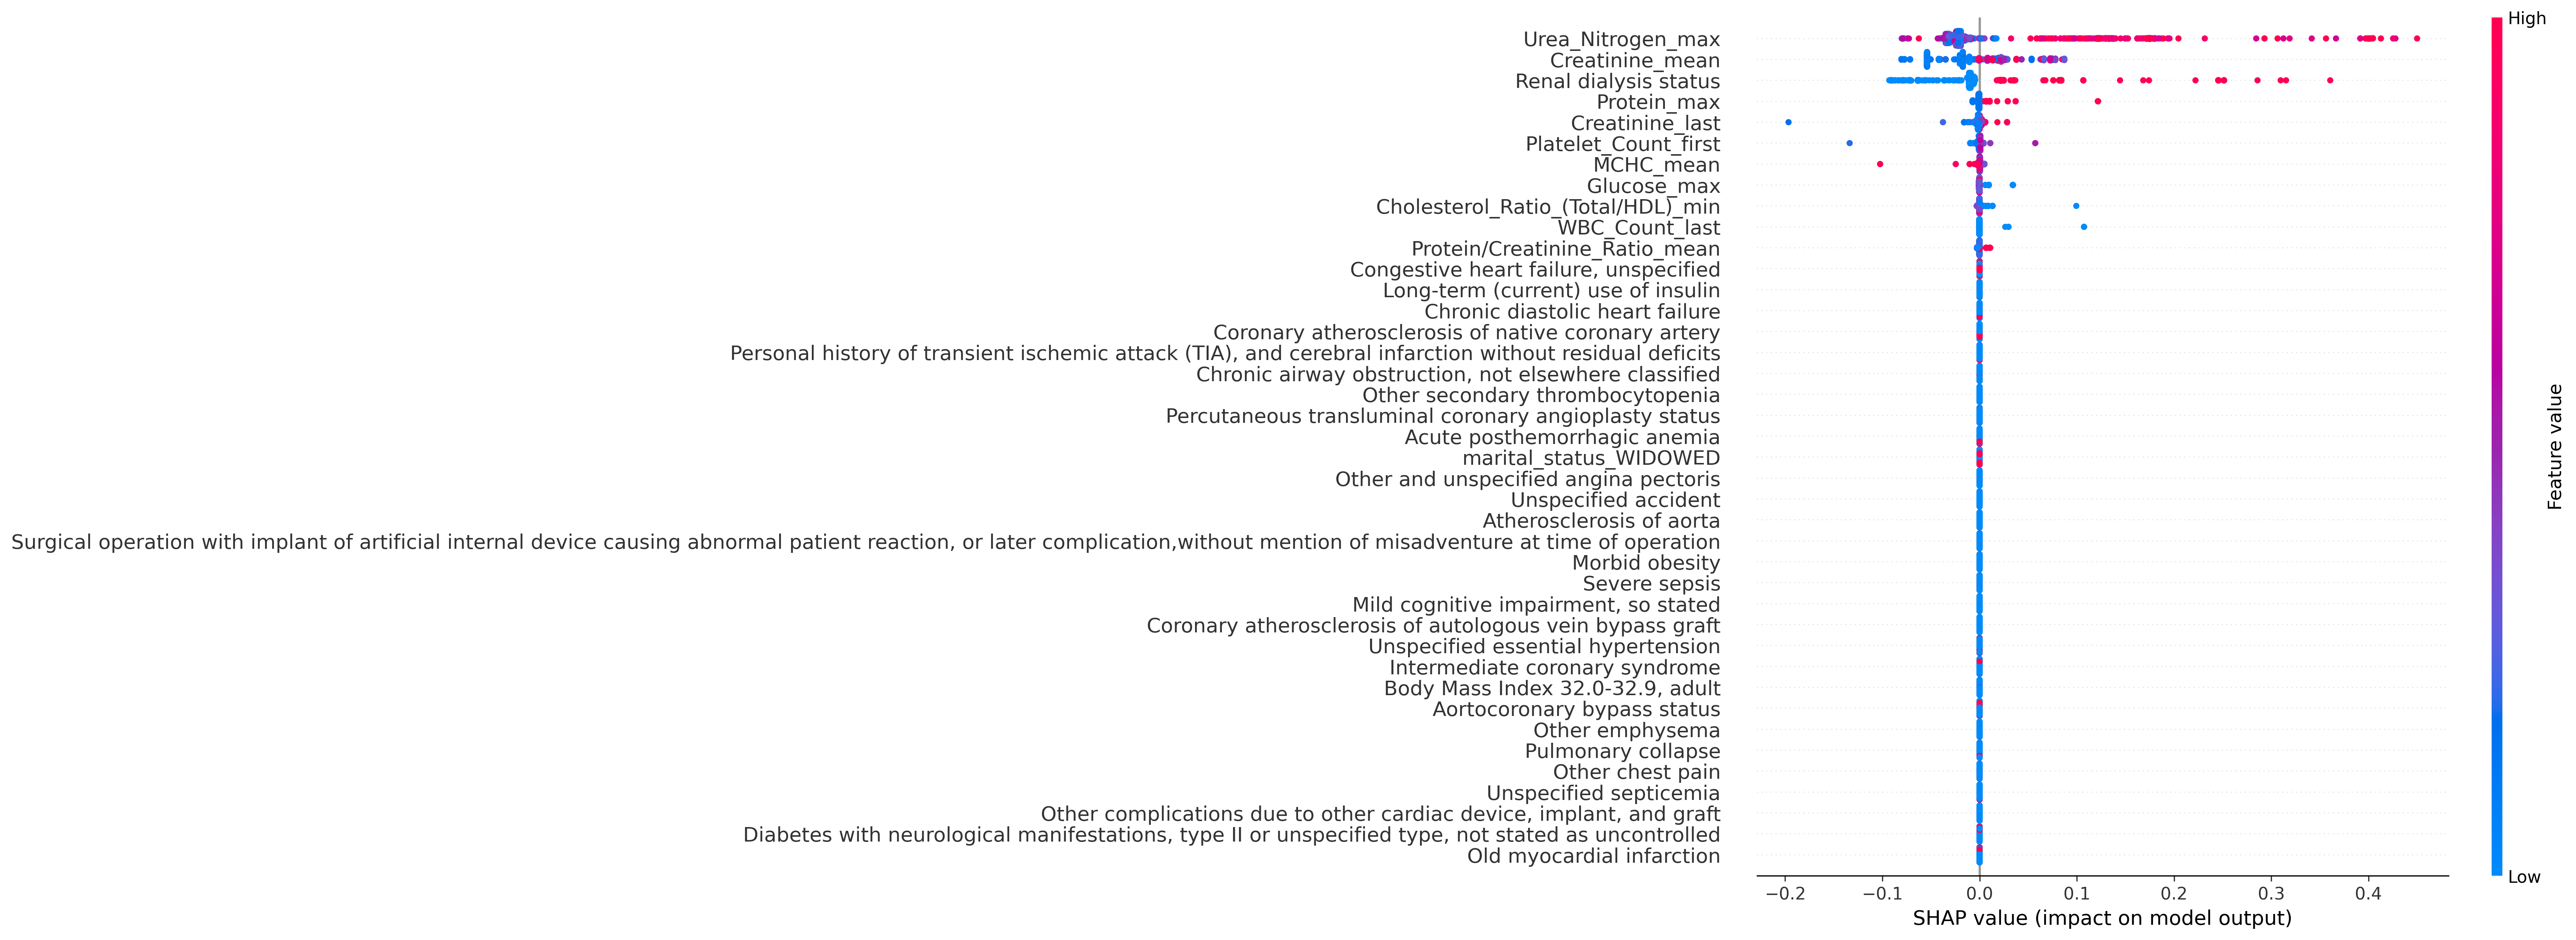 Urea_Nitrogen_max
Creatinine_mean
Renal dialysis status
Protein_max
Creatinine_last
Platelet_Count_first
MCHC_mean
Glucose_max
Cholesterol_Ratio_(Total/HDL)_min
WBC_Count_last
Protein/Creatinine_Ratio_mean
Congestive heart failure, unspecified
Long-term (current) use of insulin
Chronic diastolic heart failure
Coronary atherosclerosis of native coronary artery
Personal history of transient ischemic attack (TIA), and cerebral infarction without residual deficits
Chronic airway obstruction, not elsewhere classified
Other secondary thrombocytopenia
Percutaneous transluminal coronary angioplasty status
Acute posthemorrhagic anemia
marital_status_WIDOWED
Other and unspecified angina pectoris
Unspecified accident
Atherosclerosis of aorta
Surgical operation with implant of artificial internal device causing abnormal patient reaction, or later complication,without mention of misadventure at time of operation
Morbid obesity
Severe sepsis
Mild cognitive impairment, so stated
Coronary atherosclerosis of autologous vein bypass graft
Unspecified essential hypertension
Intermediate coronary syndrome
Body Mass Index 32.0-32.9, adult
Aortocoronary bypass status
Other emphysema
Pulmonary collapse
Other chest pain
Unspecified septicemia
Other complications due to other cardiac device, implant, and graft
Diabetes with neurological manifestations, type II or unspecified type, not stated as uncontrolled
Old myocardial infarction
−0.2 −0.1 0.0 0.1 0.2 0.3 0.4
SHAP value (impact on model output)
High
Feature value
Low